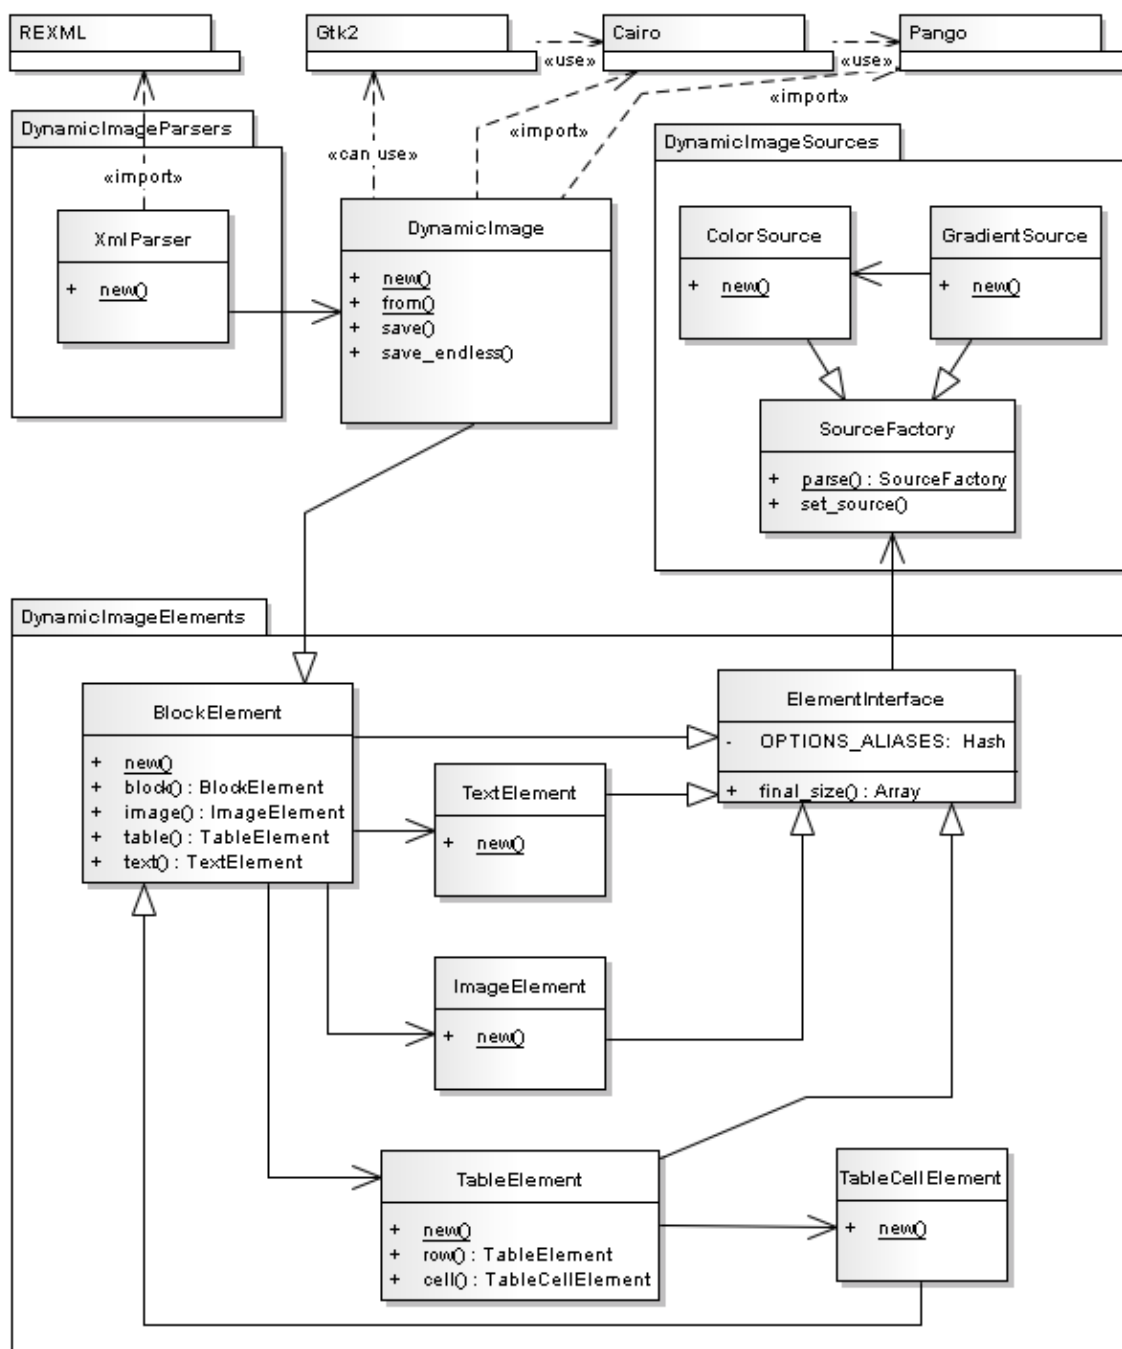 REXML
Gtk2
Cairo
Pango
«use»
«use»
«import»
«import»
«can use»
DynamicImageParsers
«import»
XmlParser
+ new()
DynamicImage
+ new()
+ from()
+ save()
+ save_endless()
DynamicImageSources
ColorSource
+ new()
GradientSource
+ new()
SourceFactory
+ parse() : SourceFactory
+ set_source()
DynamicImageElements
BlockElement
+ new()
+ block() : BlockElement
+ image() : ImageElement
+ table() : TableElement
+ text() : TextElement
ElementInterface
- OPTIONS_ALIASES: Hash
+ final_size() : Array
TextElement
+ new()
ImageElement
+ new()
TableElement
+ new()
+ row() : TableElement
+ cell() : TableCellElement
TableCellElement
+ new()